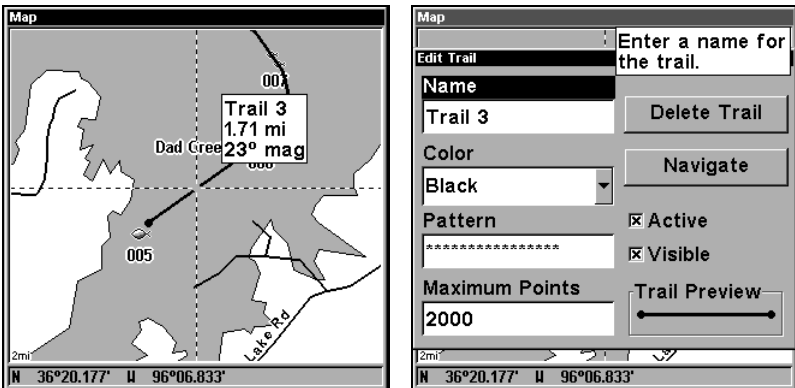 Map
007
Trail 3
1.71 mi
23º mag
Dad Cree
006
005
Lake Rd
2mi
N 36º20.177' W 96º06.833'
Map
Enter a name for
the trail.
Edit Trail
Name
Trail 3
Delete Trail
Color
Black
Navigate
Pattern
****************
Active
Visible
Maximum Points
2000
Trail Preview
2mi
N 36º20.177' W 96º06.833'